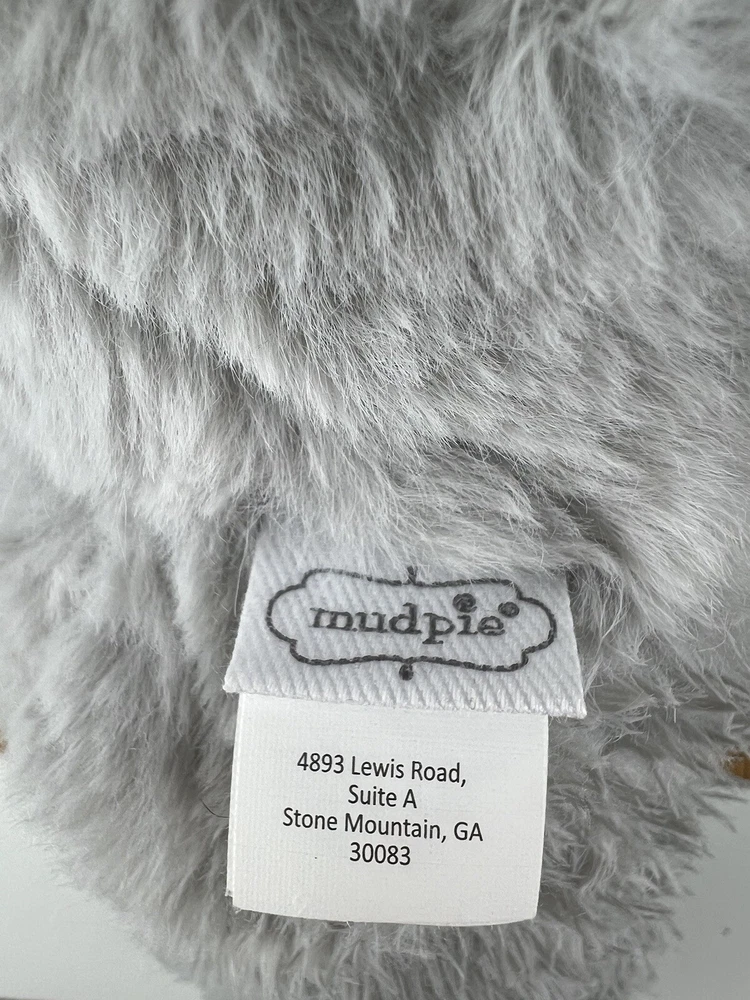 mudpie
4893 Lewis Road,
Suite A
Stone Mountain, GA
30083